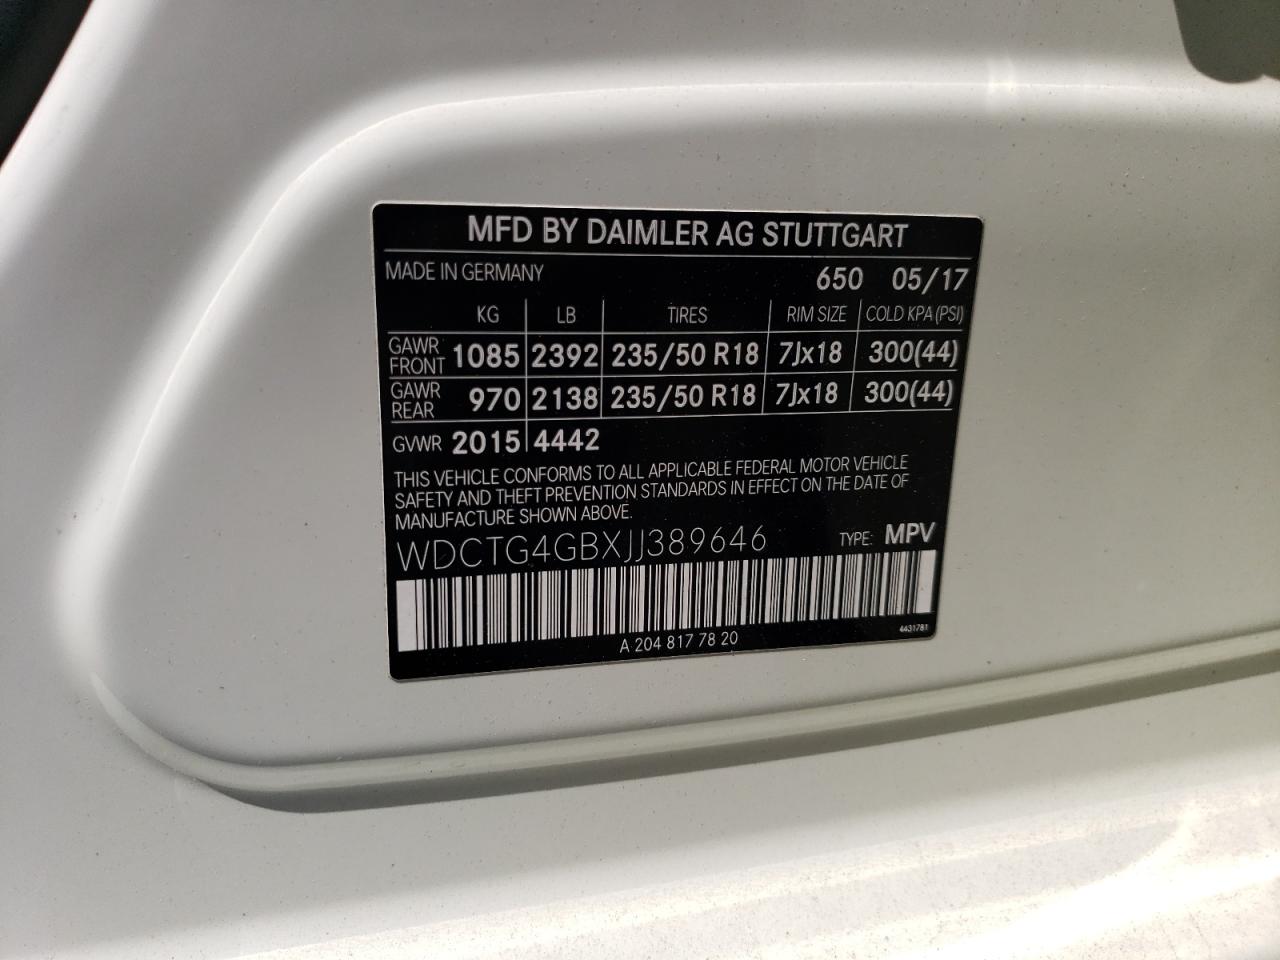 MFD BY DAIMLER AG STUTTGART
MADE IN GERMANY 650 05/17
KG LB TIRES RIM SIZE COLD KPA (PSI)
GAWR FRONT 1085 2392 235/50 R18 7Jx18 300(44)
GAWR REAR 970 2138 235/50 R18 7Jx18 300(44)
GVWR 2015 4442
THIS VEHICLE CONFORMS TO ALL APPLICABLE FEDERAL MOTOR VEHICLE
SAFETY AND THEFT PREVENTION STANDARDS IN EFFECT ON THE DATE OF
MANUFACTURE SHOWN ABOVE.
WDCTG4GBXJJ389646 TYPE: MPV
A 204 817 78 20 4431781